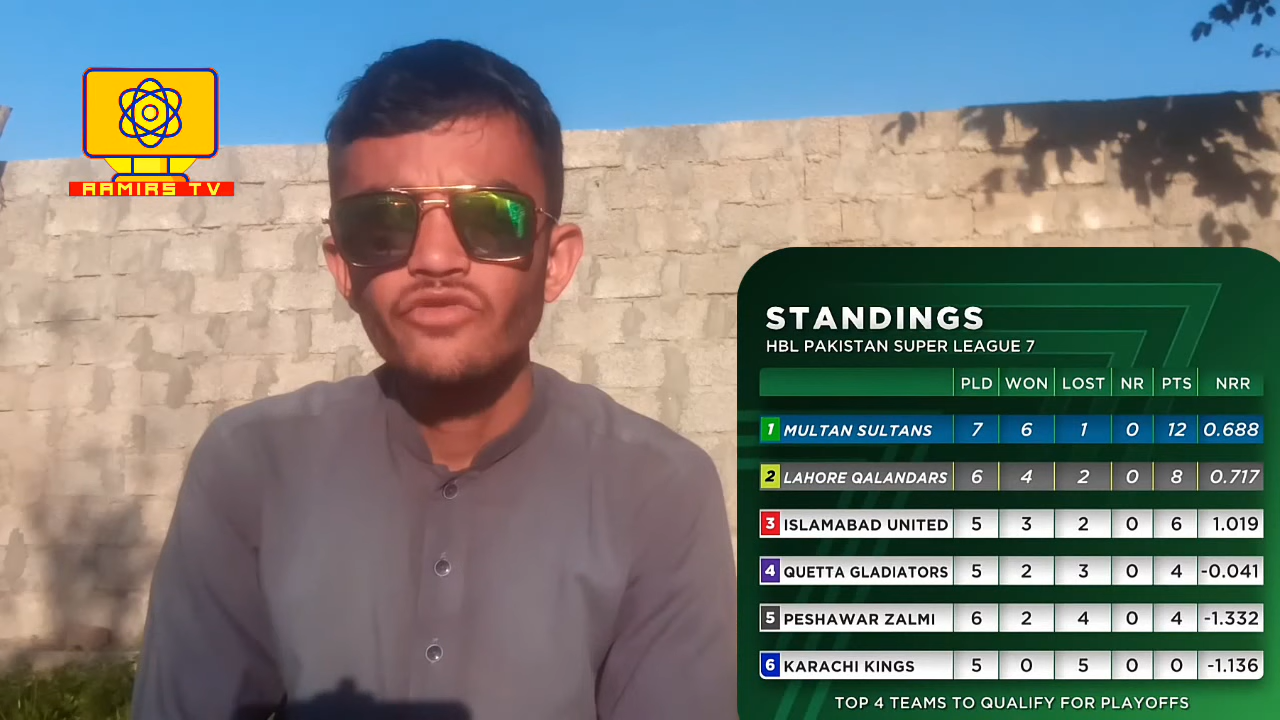 AAMIRS TV
STANDINGS
HBL PAKISTAN SUPER LEAGUE 7
PLD WON LOST NR PTS NRR
1 MULTAN SULTANS 7 6 1 0 12 0.688
2 LAHORE QALANDARS 6 4 2 0 8 0.717
3 ISLAMABAD UNITED 5 3 2 0 6 1.019
4 QUETTA GLADIATORS 5 2 3 0 4 -0.041
5 PESHAWAR ZALMI 6 2 4 0 4 -1.332
6 KARACHI KINGS 5 0 5 0 0 -1.136
TOP 4 TEAMS TO QUALIFY FOR PLAYOFFS